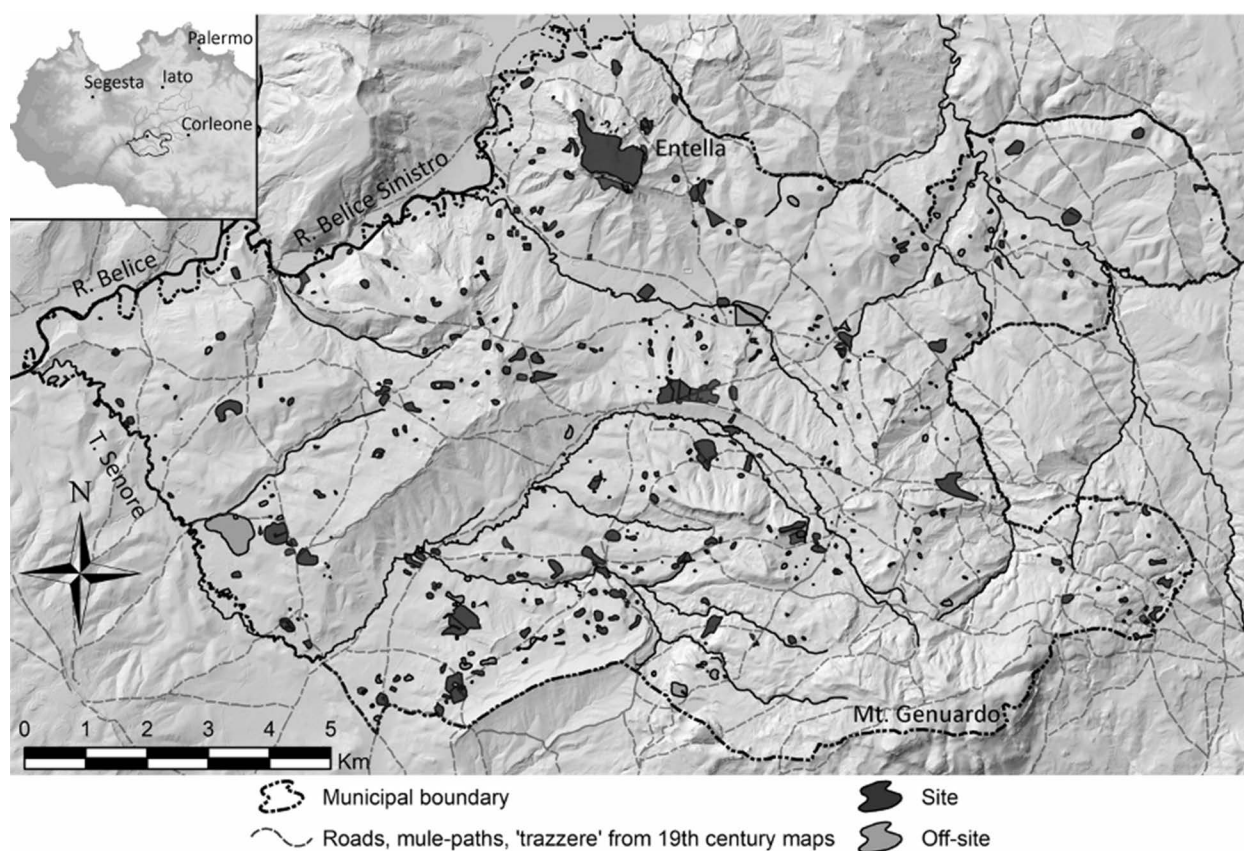 Palermo
Segesta
Iato
Corleone
Entella
R. Belice Sinistro
R. Belice
T. Senore
N
Mt. Genuardo
0 1 2 3 4 5
Km
Municipal boundary
Site
Roads, mule-paths, 'trazzere' from 19th century maps
Off-site